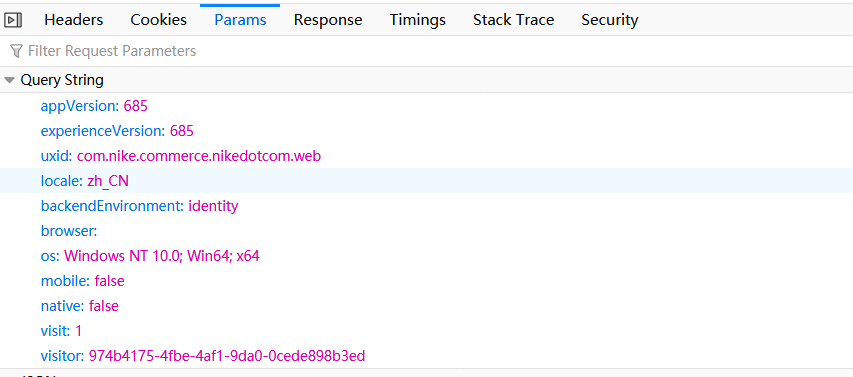 Headers Cookies Params Response Timings Stack Trace Security
Filter Request Parameters
Query String
appVersion: 685
experienceVersion: 685
uxid: com.nike.commerce.nikedotcom.web
locale: zh_CN
backendEnvironment: identity
browser:
os: Windows NT 10.0; Win64; x64
mobile: false
native: false
visit: 1
visitor: 974b4175-4fbe-4af1-9da0-0cede898b3ed